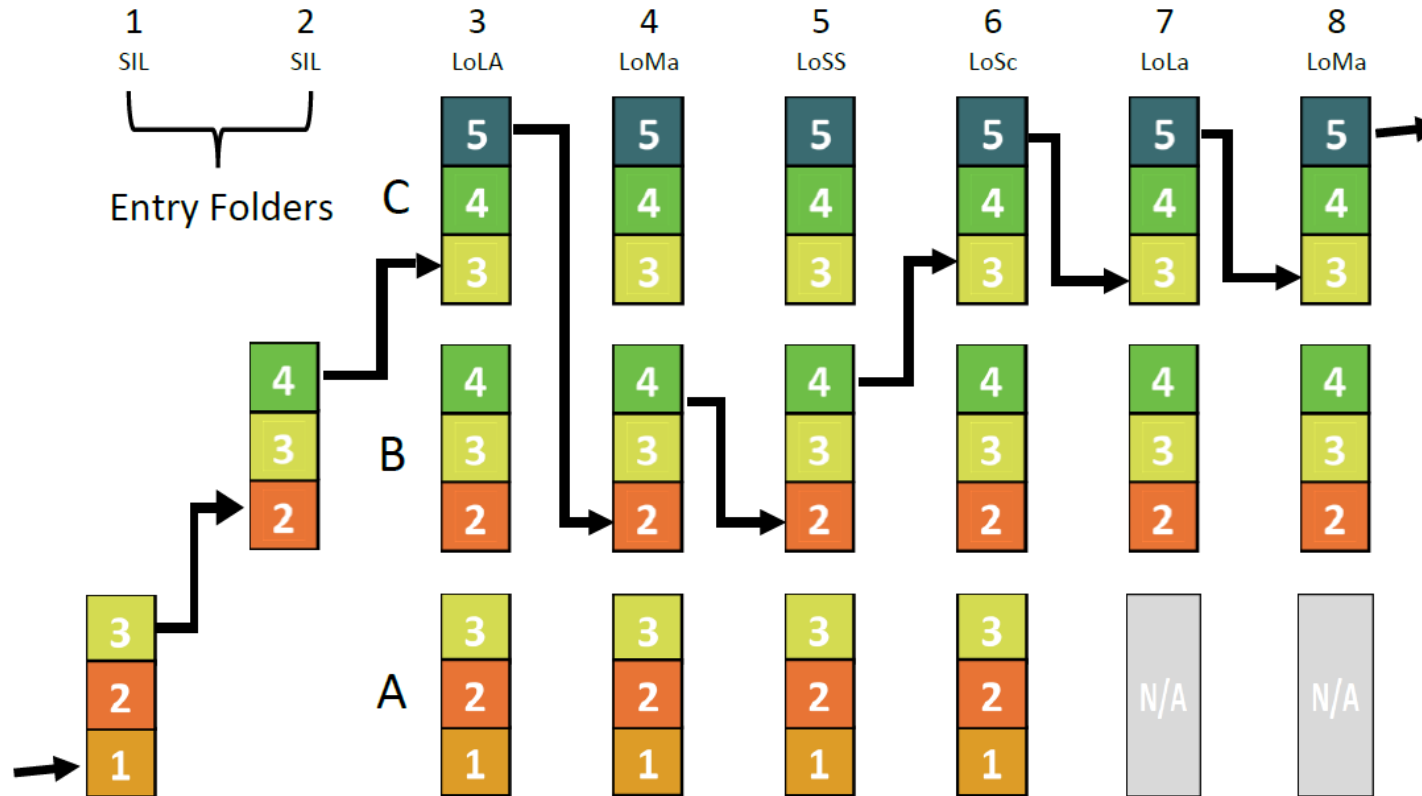 1 2 3 4 5 6 7 8
SIL SIL LoLA LoMa LoSS LoSc LoLa LoMa
Entry Folders
C
5 5 5 5 5 5
4 4 4 4 4 4
3 3 3 3 3 3
B
4 4 4 4 4 4 4
3 3 3 3 3 3 3
2 2 2 2 2 2 2
A
3 3 3 3 3 N/A N/A
2 2 2 2 2
1 1 1 1 1